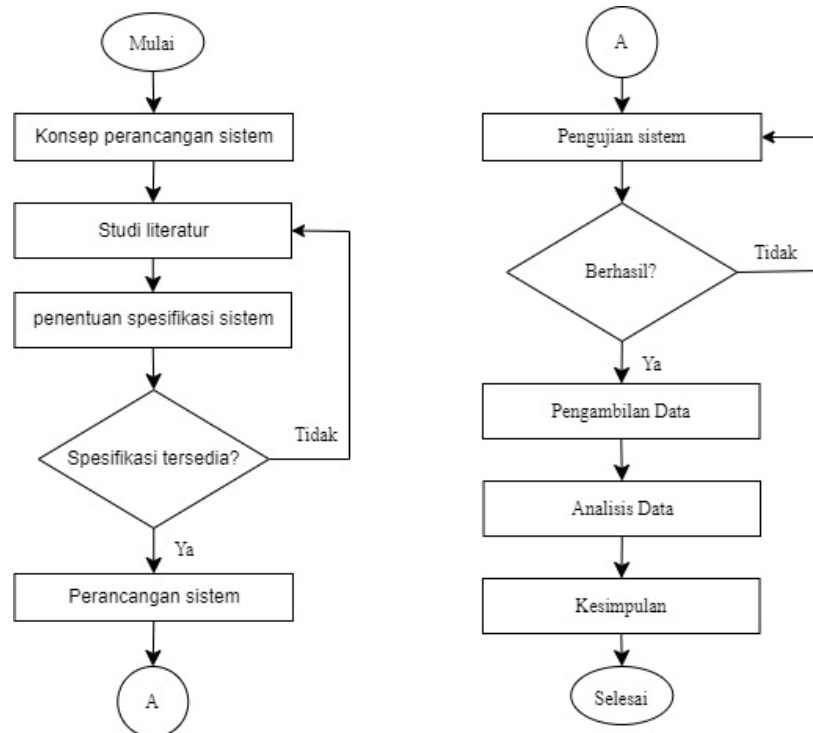 Mulai
Konsep perancangan sistem
Studi literatur
penentuan spesifikasi sistem
Spesifikasi tersedia?
Tidak
Ya
Perancangan sistem
A
A
Pengujian sistem
Berhasil?
Tidak
Ya
Pengambilan Data
Analisis Data
Kesimpulan
Selesai